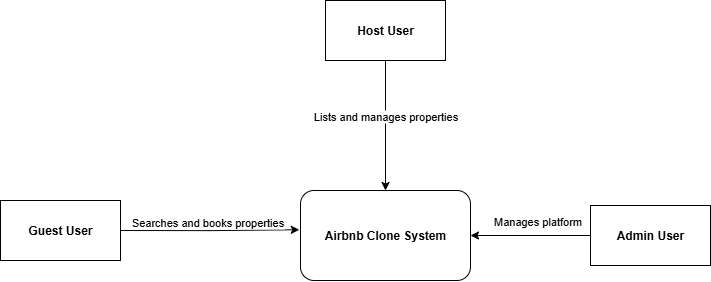 Host User
Lists and manages properties
Guest User
Searches and books properties
Airbnb Clone System
Manages platform
Admin User